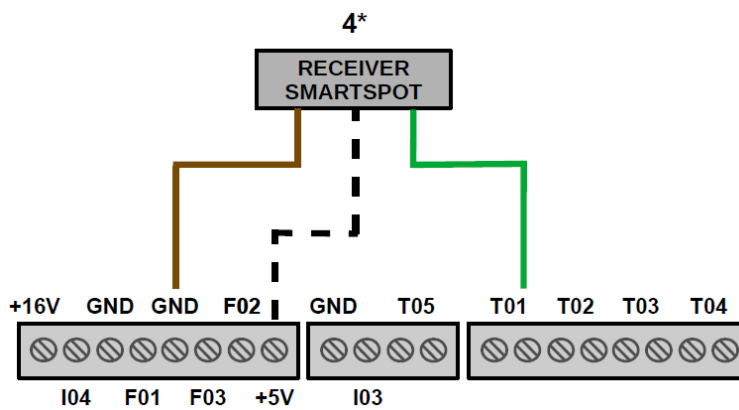 4*
RECEIVER
SMARTSPOT
+16V GND GND F02 GND T05 T01 T02 T03 T04
I04 F01 F03 +5V I03